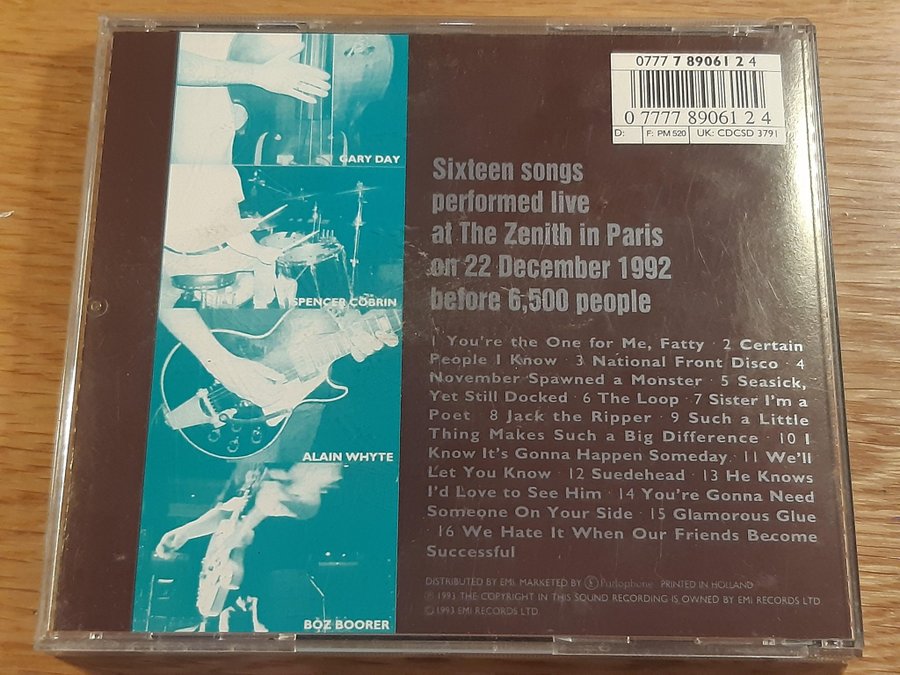 GARY DAY
SPENCER COBRIN
ALAIN WHYTE
BOZ BOORER
0777 7 89061 2 4
0 77777 89061 2 4
D: F: PM 520 UK: CDCSD 3791
Sixteen songs
performed live
at The Zenith in Paris
on 22 December 1992
before 6,500 people
1 You're the One for Me, Fatty · 2 Certain
People I Know · 3 National Front Disco · 4
November Spawned a Monster · 5 Seasick,
Yet Still Docked · 6 The Loop · 7 Sister I'm a
Poet · 8 Jack the Ripper · 9 Such a Little
Thing Makes Such a Big Difference · 10 I
Know It's Gonna Happen Someday · 11 We'll
Let You Know · 12 Suedehead · 13 He Knows
I'd Love to See Him · 14 You're Gonna Need
Someone On Your Side · 15 Glamorous Glue
· 16 We Hate It When Our Friends Become
Successful
DISTRIBUTED BY EMI. MARKETED BY Parlophone. PRINTED IN HOLLAND
℗ 1993 THE COPYRIGHT IN THIS SOUND RECORDING IS OWNED BY EMI RECORDS LTD
© 1993 EMI RECORDS LTD.